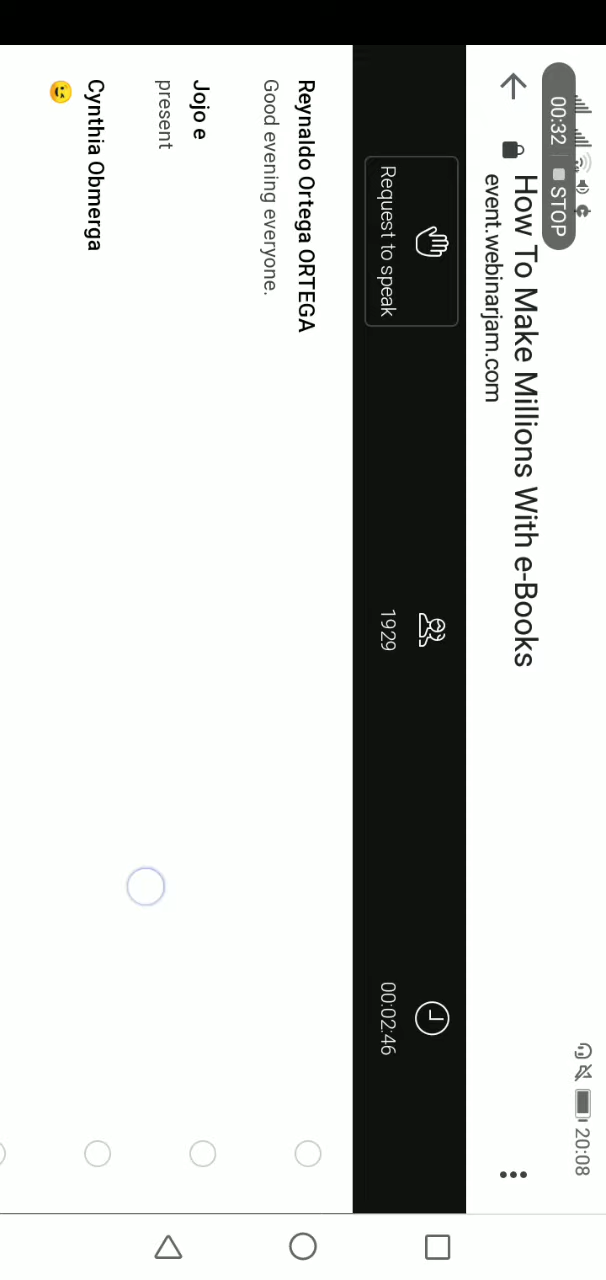 00:32 STOP
20:08
How To Make Millions With e-Books
event.webinarjam.com
Request to speak
1929
00:02:46
Reynaldo Ortega ORTEGA
Good evening everyone.
Jojo e
present
Cynthia Obmerga
😉